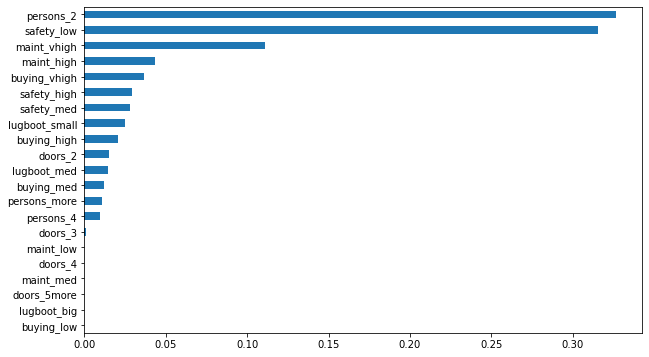 persons_2
safety_low
maint_vhigh
maint_high
buying_vhigh
safety_high
safety_med
lugboot_small
buying_high
doors_2
lugboot_med
buying_med
persons_more
persons_4
doors_3
maint_low
doors_4
maint_med
doors_5more
lugboot_big
buying_low
0.00 0.05 0.10 0.15 0.20 0.25 0.30